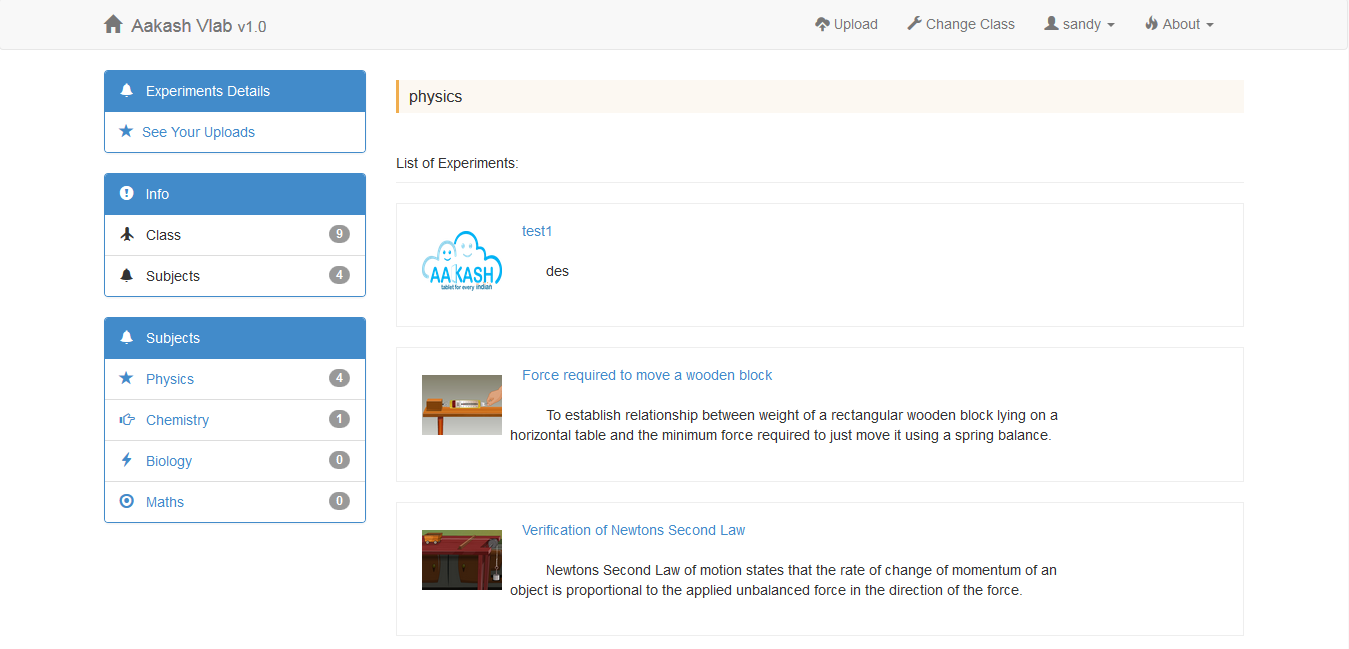 Aakash Vlab v1.0
Upload
Change Class
sandy
About
Experiments Details
See Your Uploads
Info
Class 9
Subjects 4
Subjects
Physics 4
Chemistry 1
Biology 0
Maths 0
physics
List of Experiments:
AAKASH
tablet for every indian
test1
des
Force required to move a wooden block
To establish relationship between weight of a rectangular wooden block lying on a
horizontal table and the minimum force required to just move it using a spring balance.
Verification of Newtons Second Law
Newtons Second Law of motion states that the rate of change of momentum of an
object is proportional to the applied unbalanced force in the direction of the force.